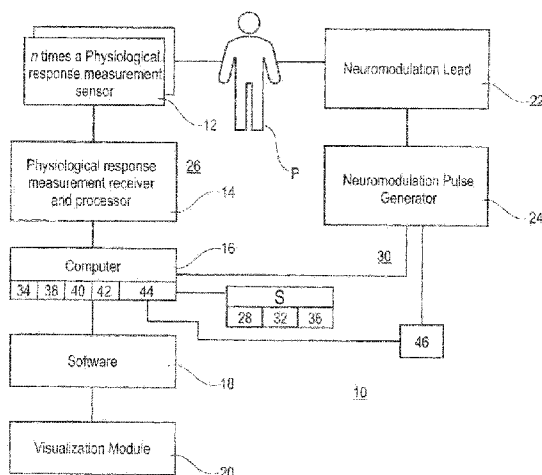 n times a Physiological
response measurement
sensor
12
Physiological response
measurement receiver
and processor
14
26
P
Neuromodulation Lead
22
Neuromodulation Pulse
Generator
24
16
Computer
34 38 40 42 44
30
S
28 32 36
46
Software
18
10
Visualization Module
20